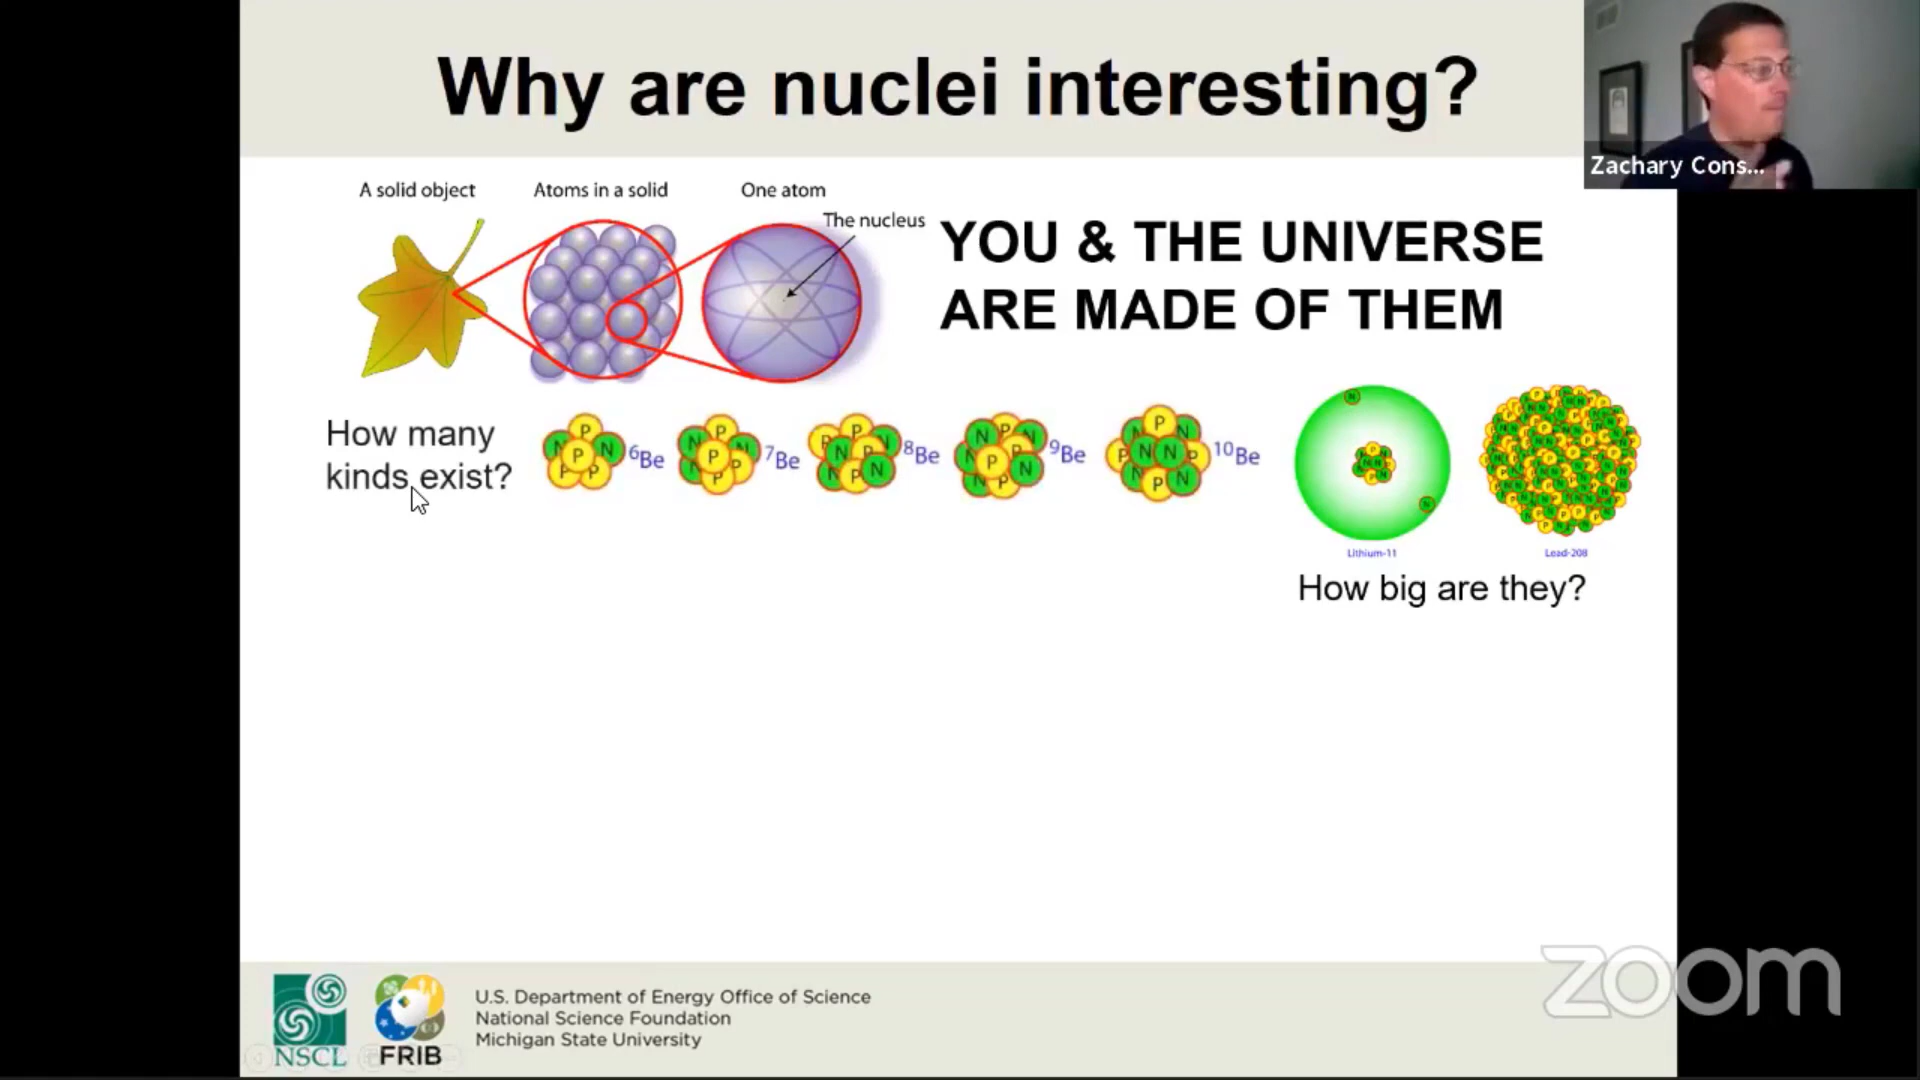 Why are nuclei interesting?
Zachary Cons...
A solid object
Atoms in a solid
One atom
The nucleus
YOU & THE UNIVERSE
ARE MADE OF THEM
How many
kinds exist?
⁶Be
⁷Be
⁸Be
⁹Be
¹⁰Be
Lithium-11
Lead-208
How big are they?
NSCL
FRIB
U.S. Department of Energy Office of Science
National Science Foundation
Michigan State University
zoom